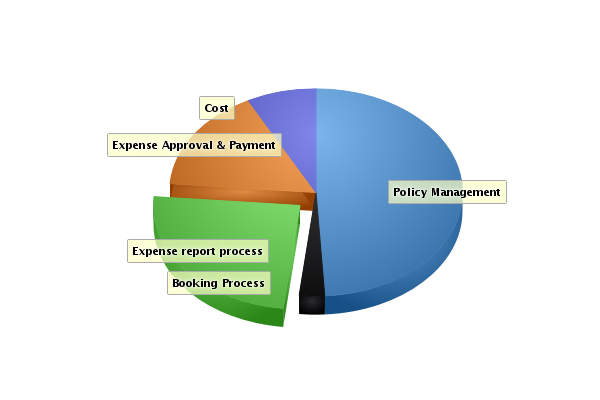 Cost
Expense Approval & Payment
Policy Management
Expense report process
Booking Process